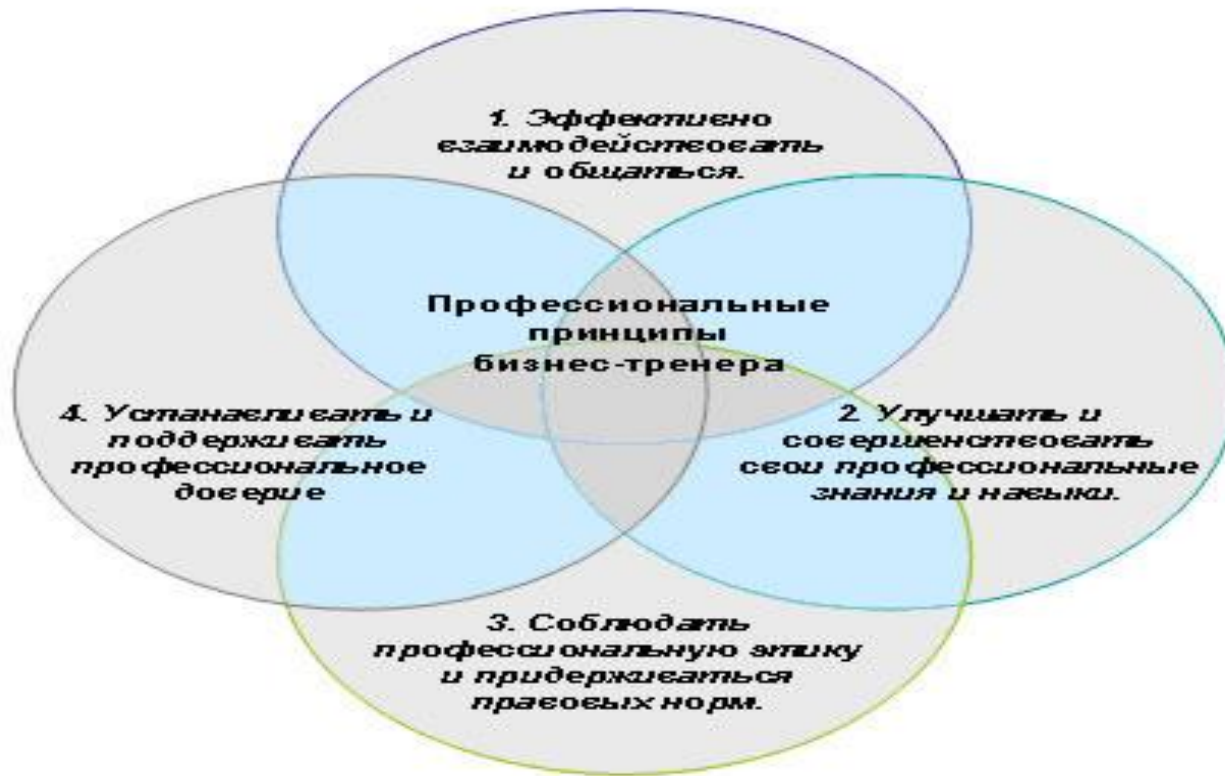 1. Эффективно
взаимодействовать
и общаться.
Профессиональные
принципы
бизнес-тренера
4. Устанавливать и
поддерживать
профессиональное
доверие
2. Улучшать и
совершенствовать
свои профессиональные
знания и навыки.
3. Соблюдать
профессиональную этику
и придерживаться
правовых норм.